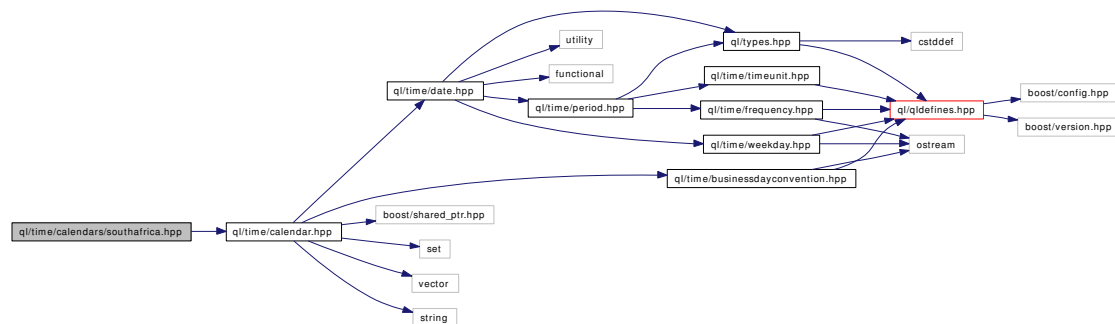 ql/types.hpp
cstddef
utility
functional
ql/time/timeunit.hpp
ql/time/date.hpp
boost/config.hpp
ql/time/period.hpp
ql/time/frequency.hpp
ql/qldefines.hpp
boost/version.hpp
ql/time/weekday.hpp
ostream
ql/time/businessdayconvention.hpp
boost/shared_ptr.hpp
ql/time/calendars/southafrica.hpp
ql/time/calendar.hpp
set
vector
string